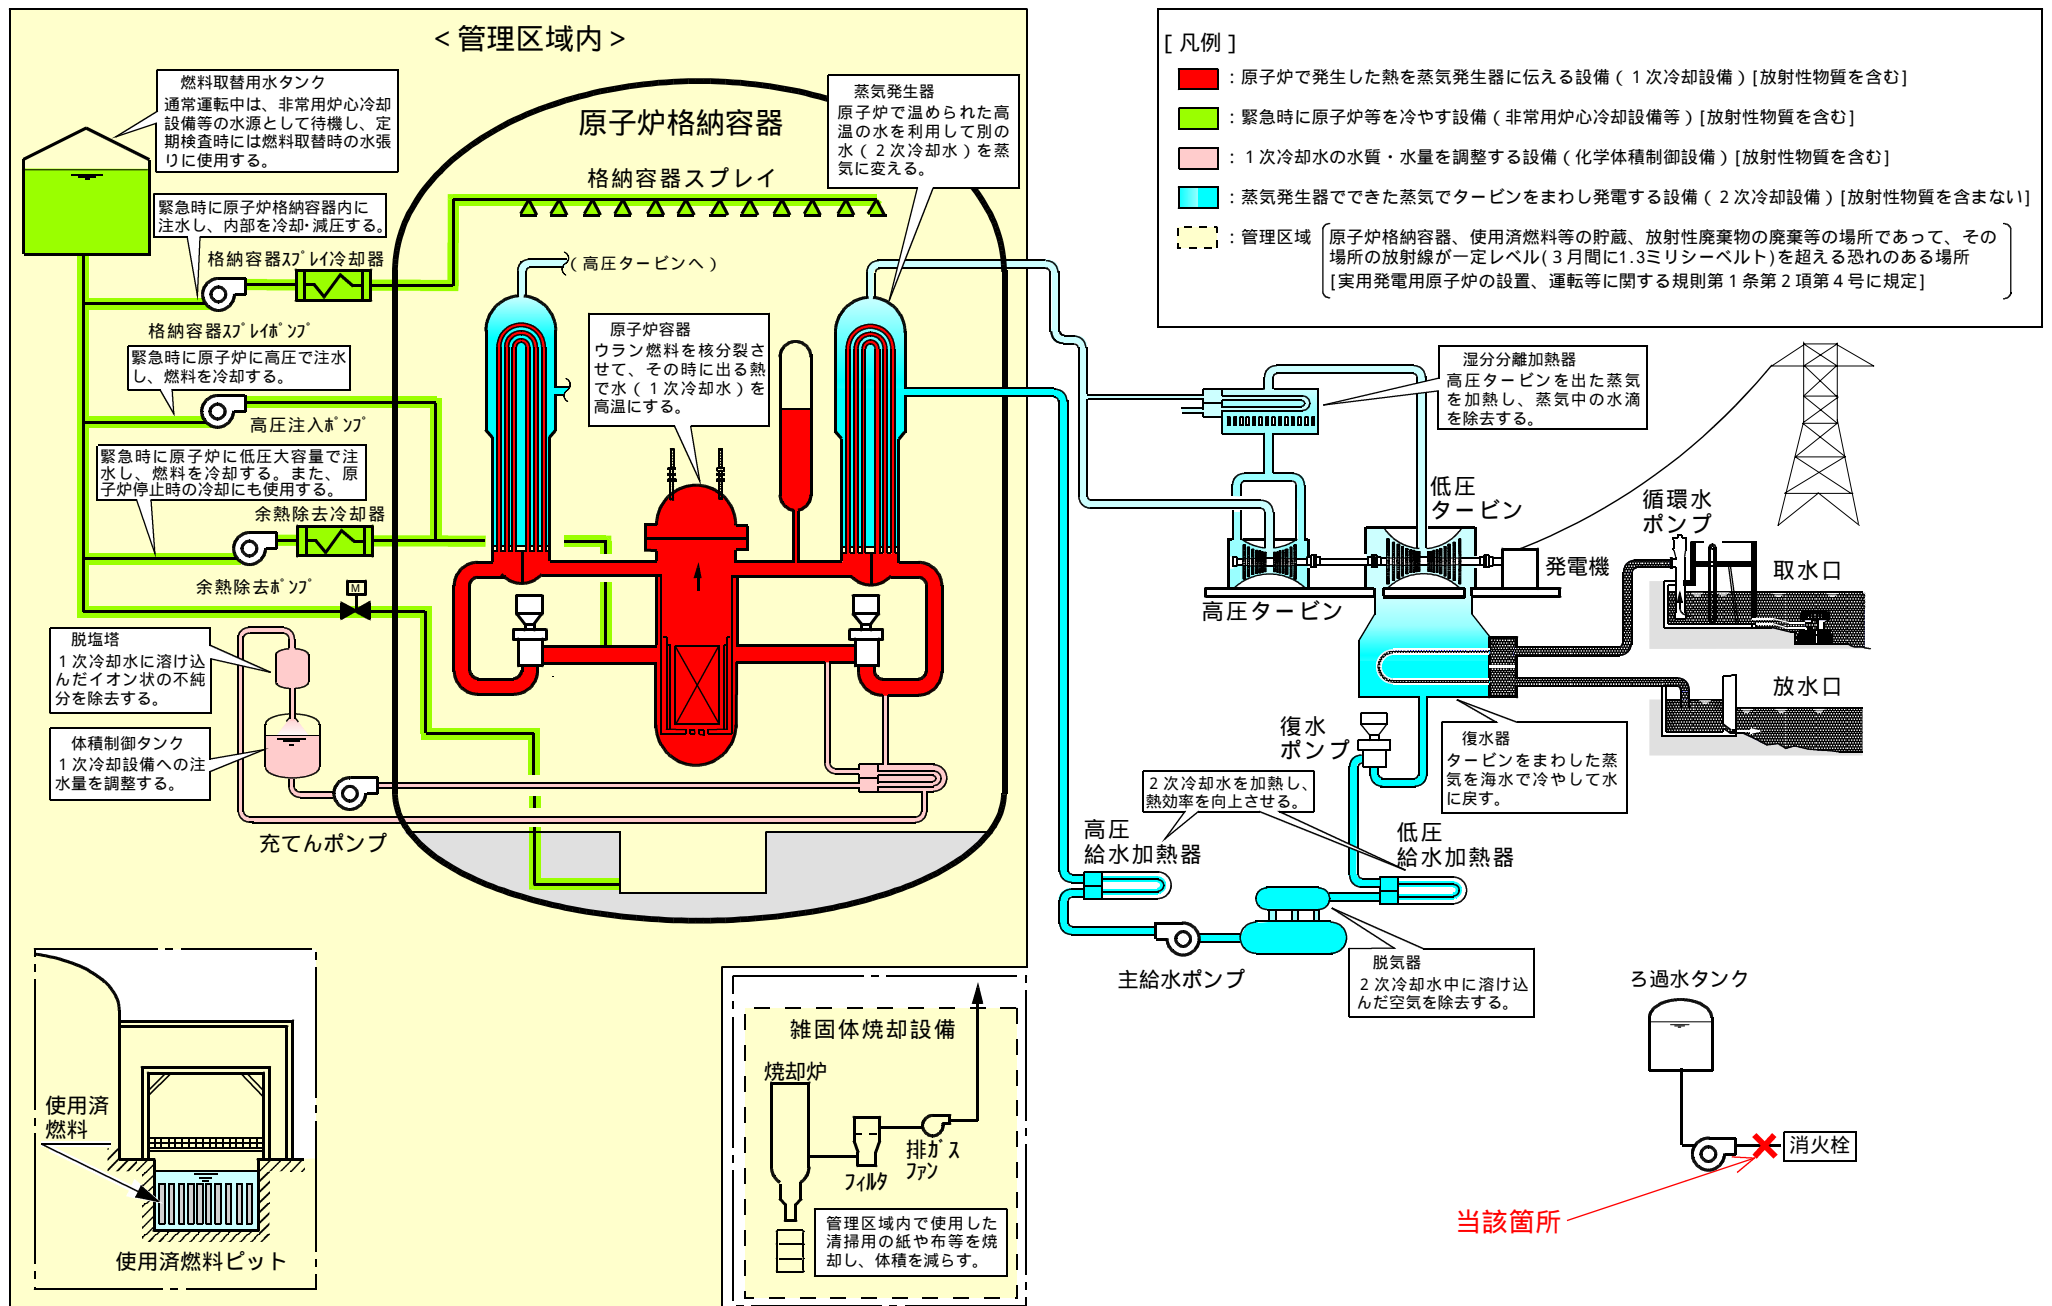 <管理区域内>
燃料取替用水タンク
通常運転中は、非常用炉心冷却
設備等の水源として待機し、定
期検査時には燃料取替時の水張
りに使用する。
緊急時に原子炉格納容器内に
注水し、内部を冷却・減圧する。
格納容器ｽﾌﾟﾚｲ冷却器
格納容器ｽﾌﾟﾚｲﾎﾟﾝﾌﾟ
緊急時に原子炉に高圧で注水
し、燃料を冷却する。
高圧注入ﾎﾟﾝﾌﾟ
緊急時に原子炉に低圧大容量で注
水し、燃料を冷却する。また、原
子炉停止時の冷却にも使用する。
余熱除去冷却器
余熱除去ﾎﾟﾝﾌﾟ
M
脱塩塔
１次冷却水に溶け込
んだイオン状の不純
分を除去する。
体積制御タンク
１次冷却設備への注
水量を調整する。
充てんポンプ
原子炉格納容器
格納容器スプレイ
(高圧タービンへ)
蒸気発生器
原子炉で温められた高
温の水を利用して別の
水(２次冷却水)を蒸
気に変える。
原子炉容器
ウラン燃料を核分裂さ
せて、その時に出る熱
で水(１次冷却水)を
高温にする。
[凡例]
:原子炉で発生した熱を蒸気発生器に伝える設備(１次冷却設備)[放射性物質を含む]
:緊急時に原子炉等を冷やす設備(非常用炉心冷却設備等)[放射性物質を含む]
:１次冷却水の水質・水量を調整する設備(化学体積制御設備)[放射性物質を含む]
:蒸気発生器でできた蒸気でタービンをまわし発電する設備(２次冷却設備)[放射性物質を含まない]
:管理区域 原子炉格納容器、使用済燃料等の貯蔵、放射性廃棄物の廃棄等の場所であって、その
場所の放射線が一定レベル(３月間に1.3ミリシーベルト)を超える恐れのある場所
[実用発電用原子炉の設置、運転等に関する規則第１条第２項第４号に規定]
湿分分離加熱器
高圧タービンを出た蒸気
を加熱し、蒸気中の水滴
を除去する。
低圧
タービン
高圧タービン
発電機
循環水
ポンプ
取水口
放水口
復水
ポンプ
復水器
タービンをまわした蒸
気を海水で冷やして水
に戻す。
２次冷却水を加熱し、
熱効率を向上させる。
高圧
給水加熱器
低圧
給水加熱器
主給水ポンプ
脱気器
２次冷却水中に溶け込
んだ空気を除去する。
ろ過水タンク
消火栓
当該箇所
使用済
燃料
使用済燃料ピット
雑固体焼却設備
焼却炉
ﾌｨﾙﾀ
排ｶﾞｽ
ﾌｧﾝ
管理区域内で使用した
清掃用の紙や布等を焼
却し、体積を減らす。